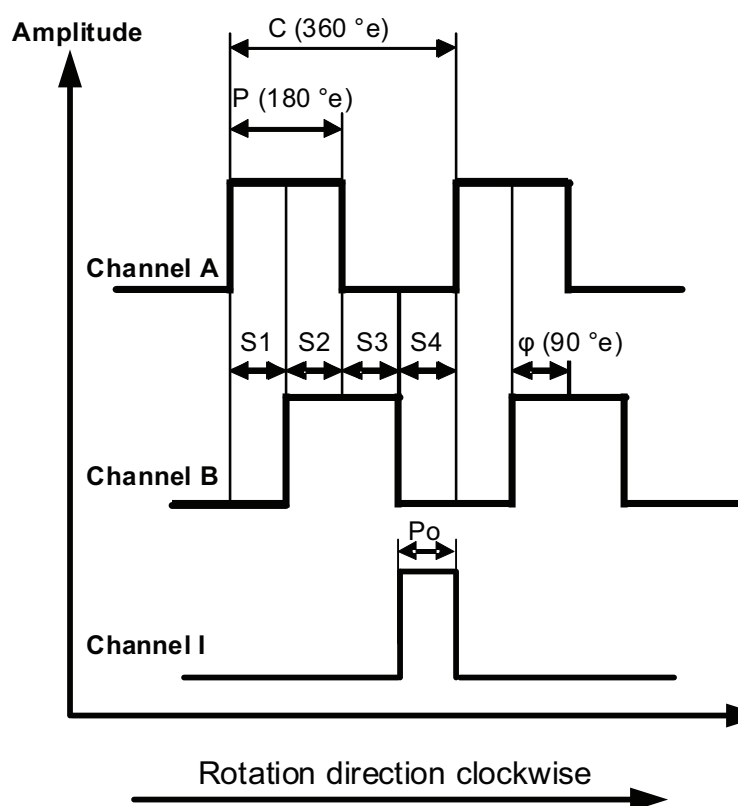 C (360 °e)
Amplitude
P (180 °e)
Channel A
S1 S2 S3 S4 φ (90 °e)
Channel B
Po
Channel I
Rotation direction clockwise